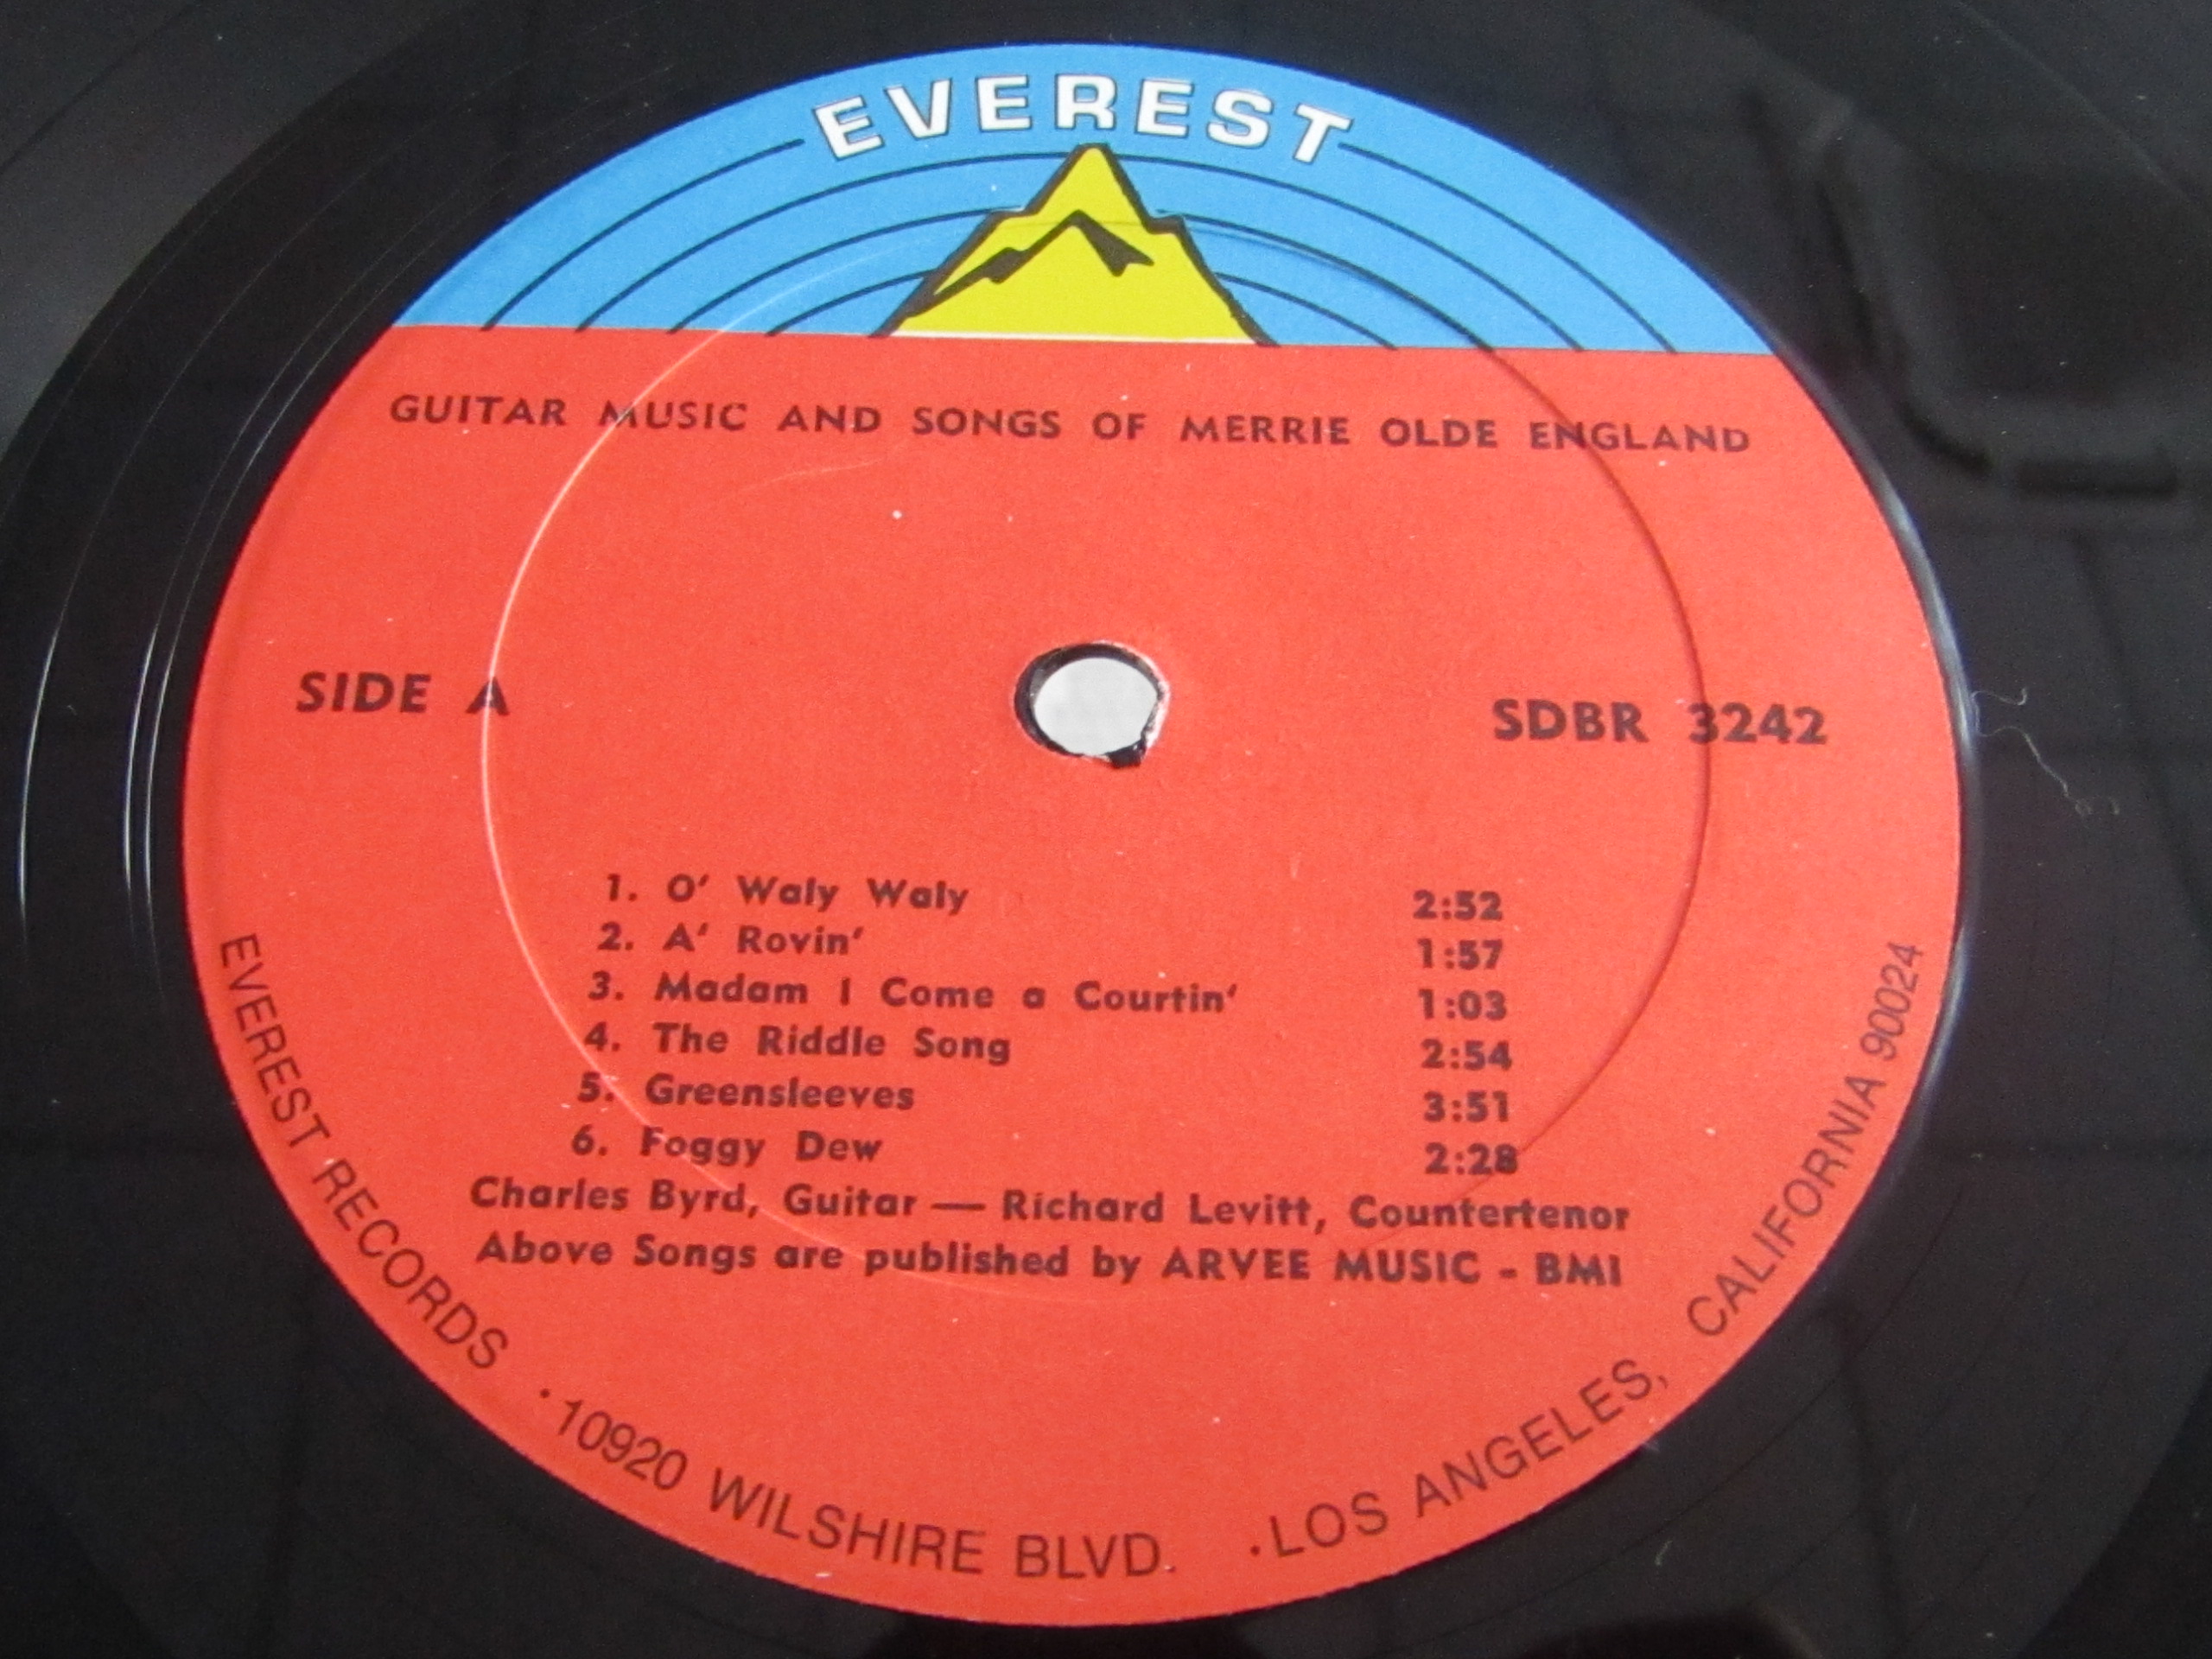 EVEREST
GUITAR MUSIC AND SONGS OF MERRIE OLDE ENGLAND
SIDE A
SDBR 3242
1. O' Waly Waly 2:52
2. A' Rovin' 1:57
3. Madam I Come a Courtin' 1:03
4. The Riddle Song 2:54
5. Greensleeves 3:51
6. Foggy Dew 2:28
Charles Byrd, Guitar — Richard Levitt, Countertenor
Above Songs are published by ARVEE MUSIC - BMI
EVEREST RECORDS · 10920 WILSHIRE BLVD. · LOS ANGELES, CALIFORNIA 90024